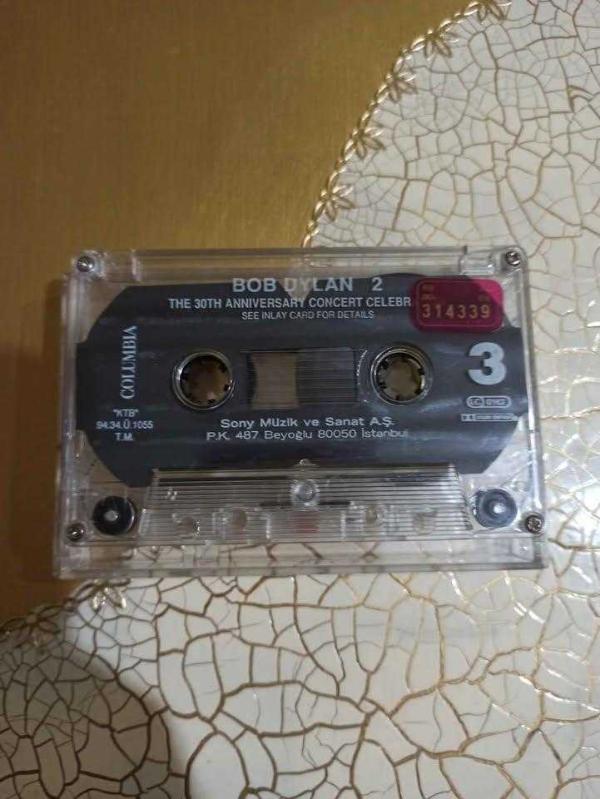 BOB DYLAN 2
THE 30TH ANNIVERSARY CONCERT CELEBR
SEE INLAY CARD FOR DETAILS
314339
3
COLUMBIA
"KTB"
94.34.Ü.1055
T.M.
LC
Sony Müzik ve Sanat A.Ş.
P.K. 487 Beyoğlu 80050 İstanbul